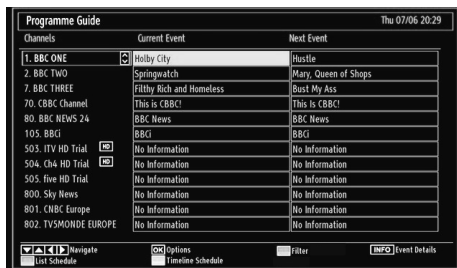 Programme Guide Thu 07/06 20:29
Channels Current Event Next Event
1. BBC ONE Holby City Hustle
2. BBC TWO Springwatch Mary, Queen of Shops
7. BBC THREE Filthy Rich and Homeless Bust My Ass
70. CBBC Channel This is CBBC! This Is CBBC!
80. BBC NEWS 24 BBC News BBC News
105. BBCi BBCi BBCi
503. ITV HD Trial HD No Information No Information
504. Ch4 HD Trial HD No Information No Information
505. five HD Trial No Information No Information
800. Sky News No Information No Information
801. CNBC Europe No Information No Information
802. TV5MONDE EUROPE No Information No Information
Navigate OK Options Filter INFO Event Details
List Schedule Timeline Schedule